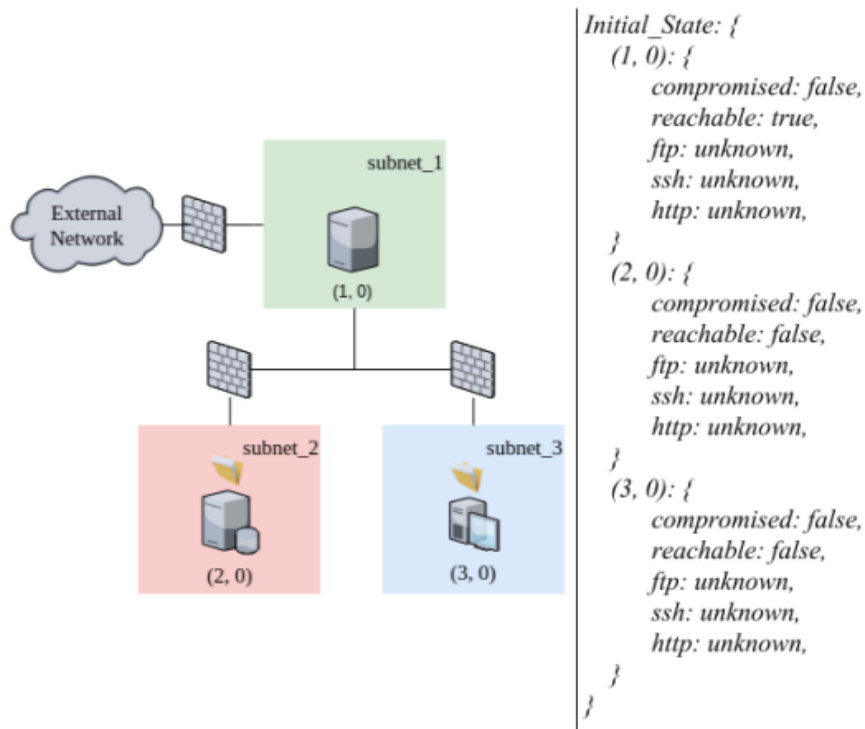 External
Network
subnet_1
(1, 0)
subnet_2
(2, 0)
subnet_3
(3, 0)
Initial_State: {
(1, 0): {
compromised: false,
reachable: true,
ftp: unknown,
ssh: unknown,
http: unknown,
}
(2, 0): {
compromised: false,
reachable: false,
ftp: unknown,
ssh: unknown,
http: unknown,
}
(3, 0): {
compromised: false,
reachable: false,
ftp: unknown,
ssh: unknown,
http: unknown,
}
}